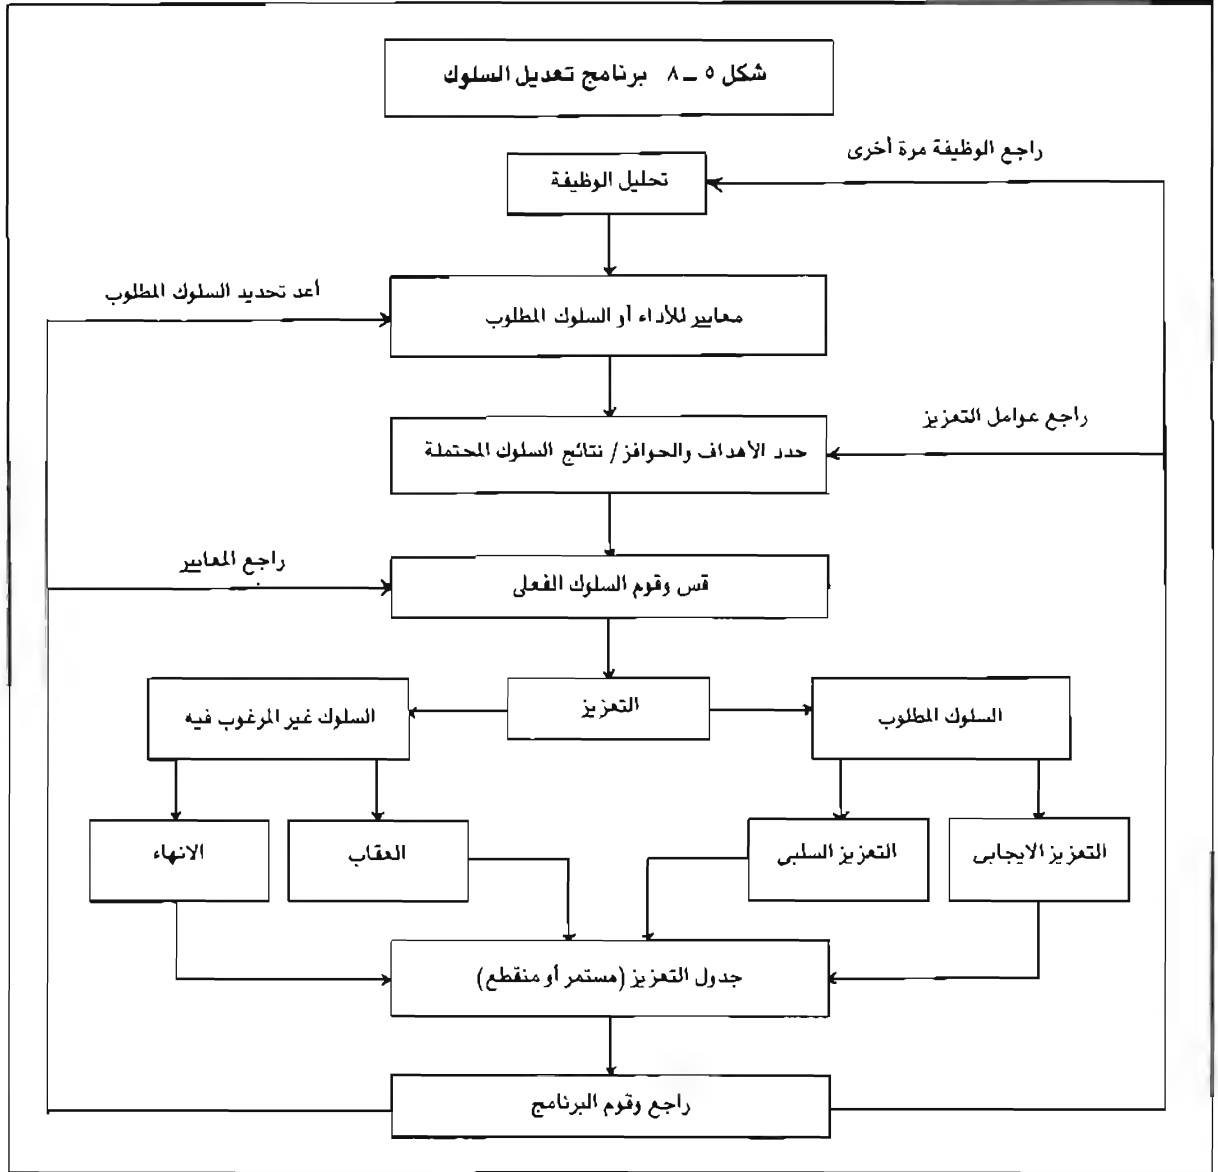 شكل ٥ – ٨ برنامج تعديل السلوك
راجع الوظيفة مرة أخرى
تحليل الوظيفة
أعد تحديد السلوك المطلوب
معايير للأداء أو السلوك المطلوب
راجع عوامل التعزيز
حدد الأهداف والحوافز / نتائج السلوك المحتملة
راجع المعايير
قس وقوم السلوك الفعلى
السلوك المطلوب
التعزيز
السلوك غير المرغوب فيه
التعزيز الايجابى
التعزيز السلبى
العقاب
الانهاء
جدول التعزيز (مستمر أو منقطع)
راجع وقوم البرنامج